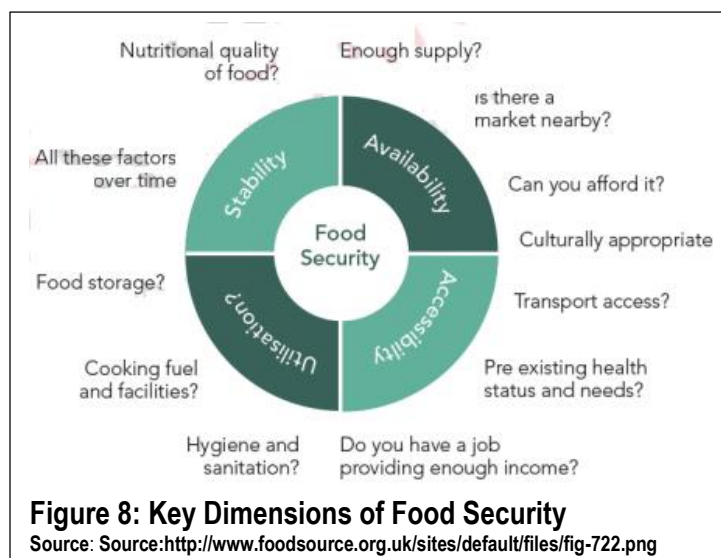 Nutritional quality
of food?
Enough supply?
is there a
market nearby?
All these factors
over time
Stability
Availability
Can you afford it?
Food
Security
Culturally appropriate
Food storage?
Utilisation?
Accessibity
Transport access?
Cooking fuel
and facilities?
Pre existing health
status and needs?
Hygiene and
sanitation?
Do you have a job
providing enough income?
Figure 8: Key Dimensions of Food Security
Source: Source:http://www.foodsource.org.uk/sites/default/files/fig-722.png